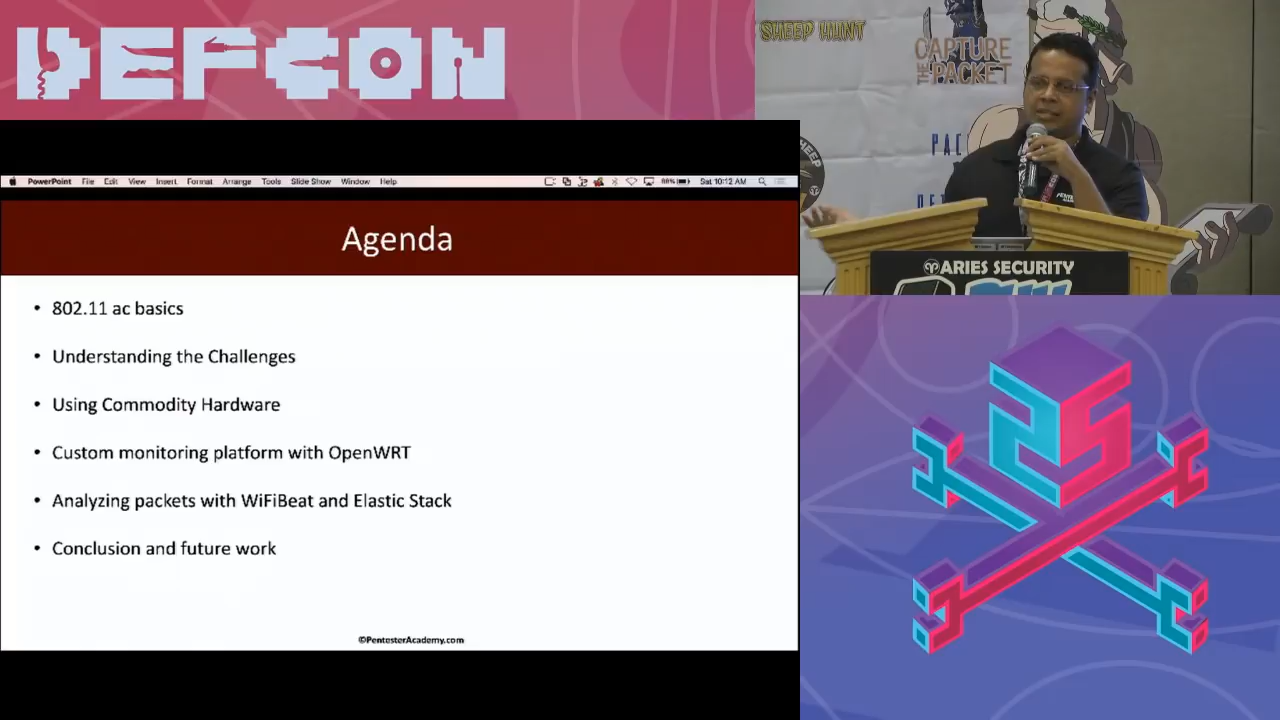 DEFCON
SHEEP HUNT
CAPTURE
THE PACKET
PowerPoint File Edit View Insert Format Arrange Tools Slide Show Window Help
Sat 10:12 AM
Agenda
• 802.11 ac basics
• Understanding the Challenges
• Using Commodity Hardware
• Custom monitoring platform with OpenWRT
• Analyzing packets with WiFiBeat and Elastic Stack
• Conclusion and future work
©PentesterAcademy.com
ARIES SECURITY
25